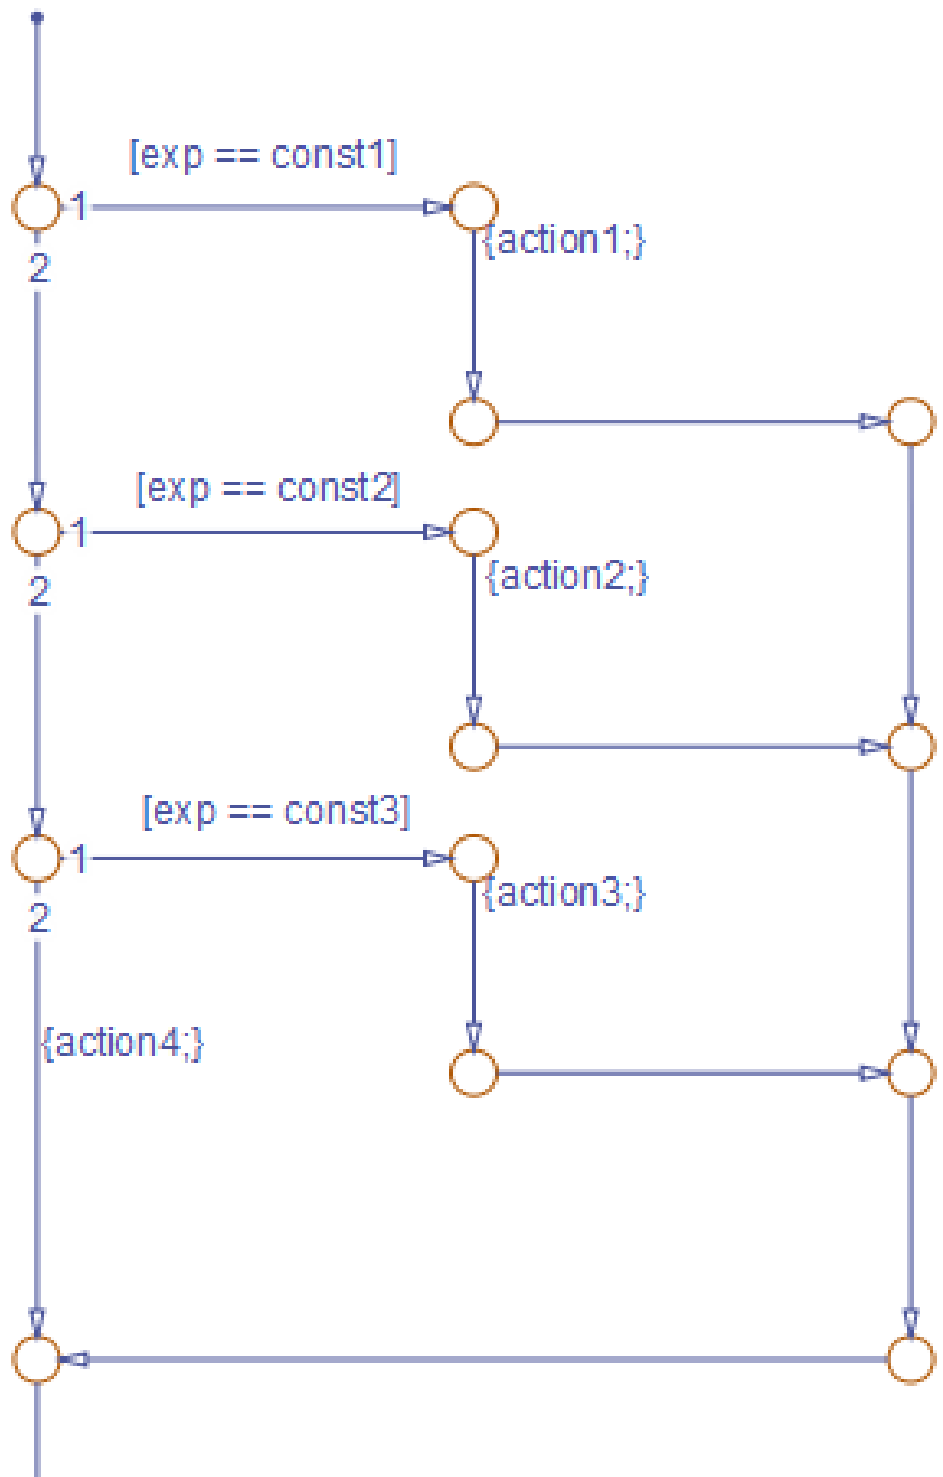 [exp == const1]
1
{action1;}
2
[exp == const2]
1
{action2;}
2
[exp == const3]
1
{action3;}
2
{action4;}